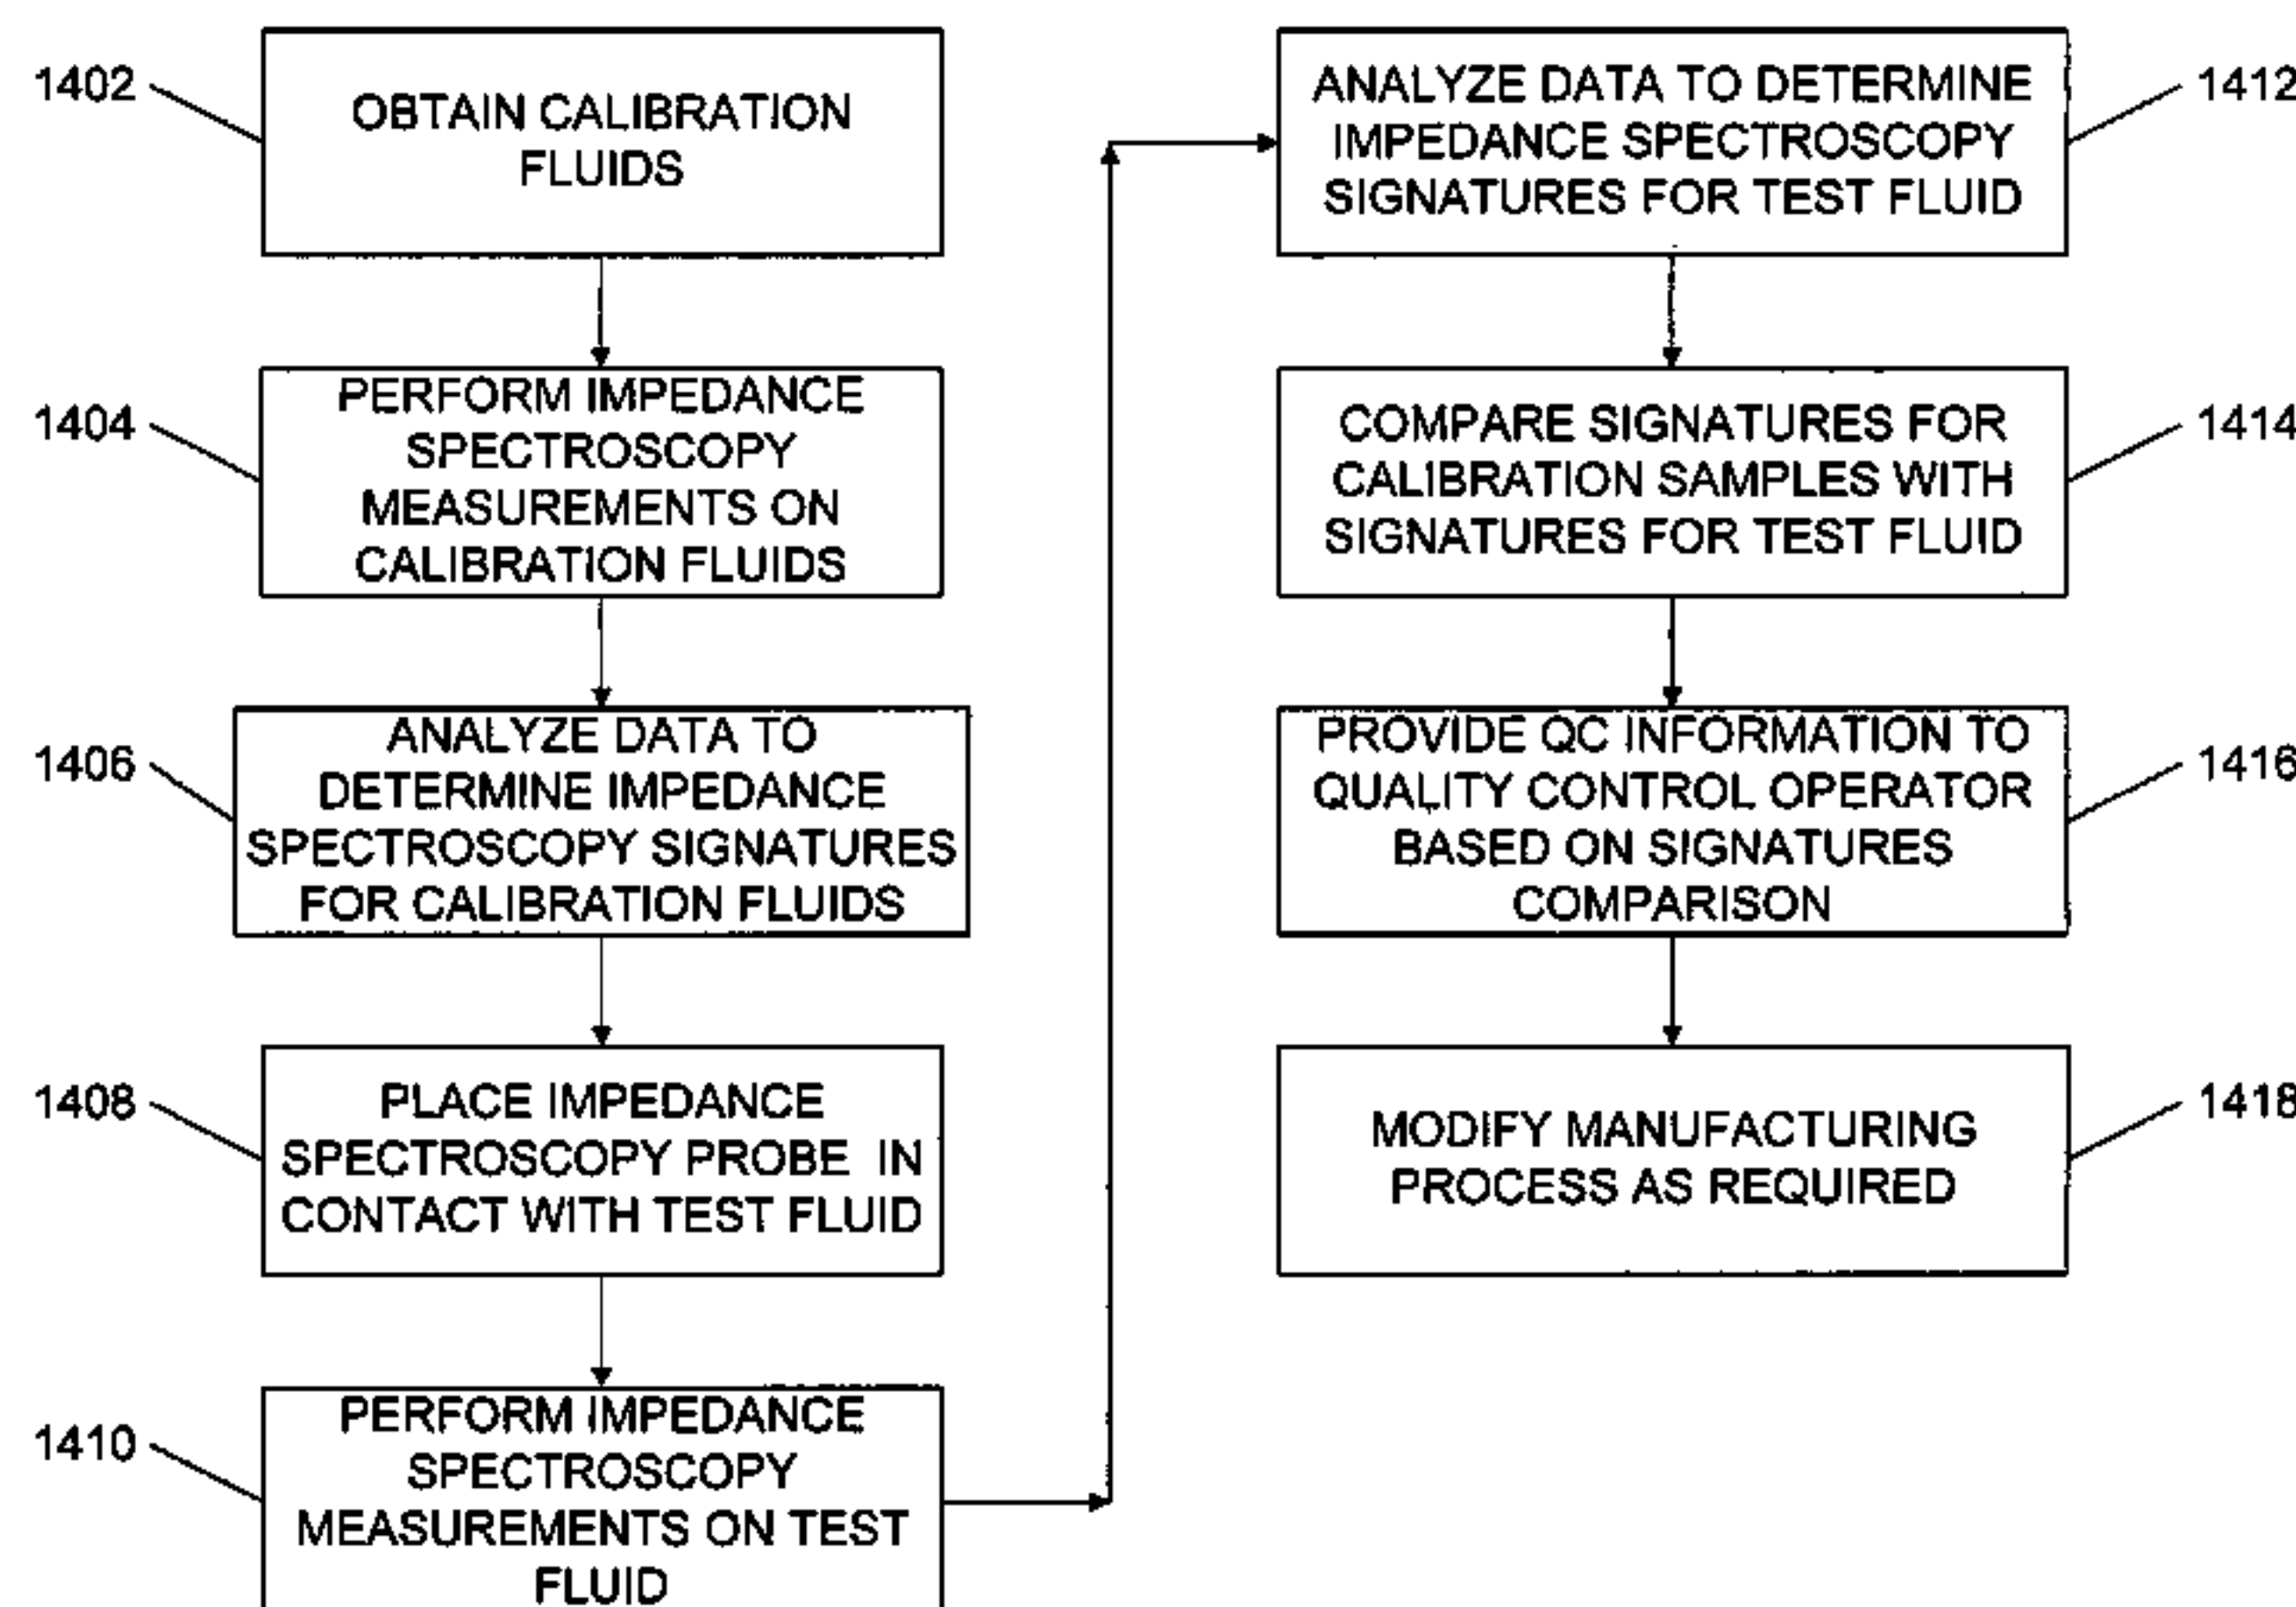 1402
OBTAIN CALIBRATION
FLUIDS
1404
PERFORM IMPEDANCE
SPECTROSCOPY
MEASUREMENTS ON
CALIBRATION FLUIDS
1406
ANALYZE DATA TO
DETERMINE IMPEDANCE
SPECTROSCOPY SIGNATURES
FOR CALIBRATION FLUIDS
1408
PLACE IMPEDANCE
SPECTROSCOPY PROBE IN
CONTACT WITH TEST FLUID
1410
PERFORM IMPEDANCE
SPECTROSCOPY
MEASUREMENTS ON TEST
FLUID
ANALYZE DATA TO DETERMINE
IMPEDANCE SPECTROSCOPY
SIGNATURES FOR TEST FLUID
1412
COMPARE SIGNATURES FOR
CALIBRATION SAMPLES WITH
SIGNATURES FOR TEST FLUID
1414
PROVIDE QC INFORMATION TO
QUALITY CONTROL OPERATOR
BASED ON SIGNATURES
COMPARISON
1416
MODIFY MANUFACTURING
PROCESS AS REQUIRED
1418